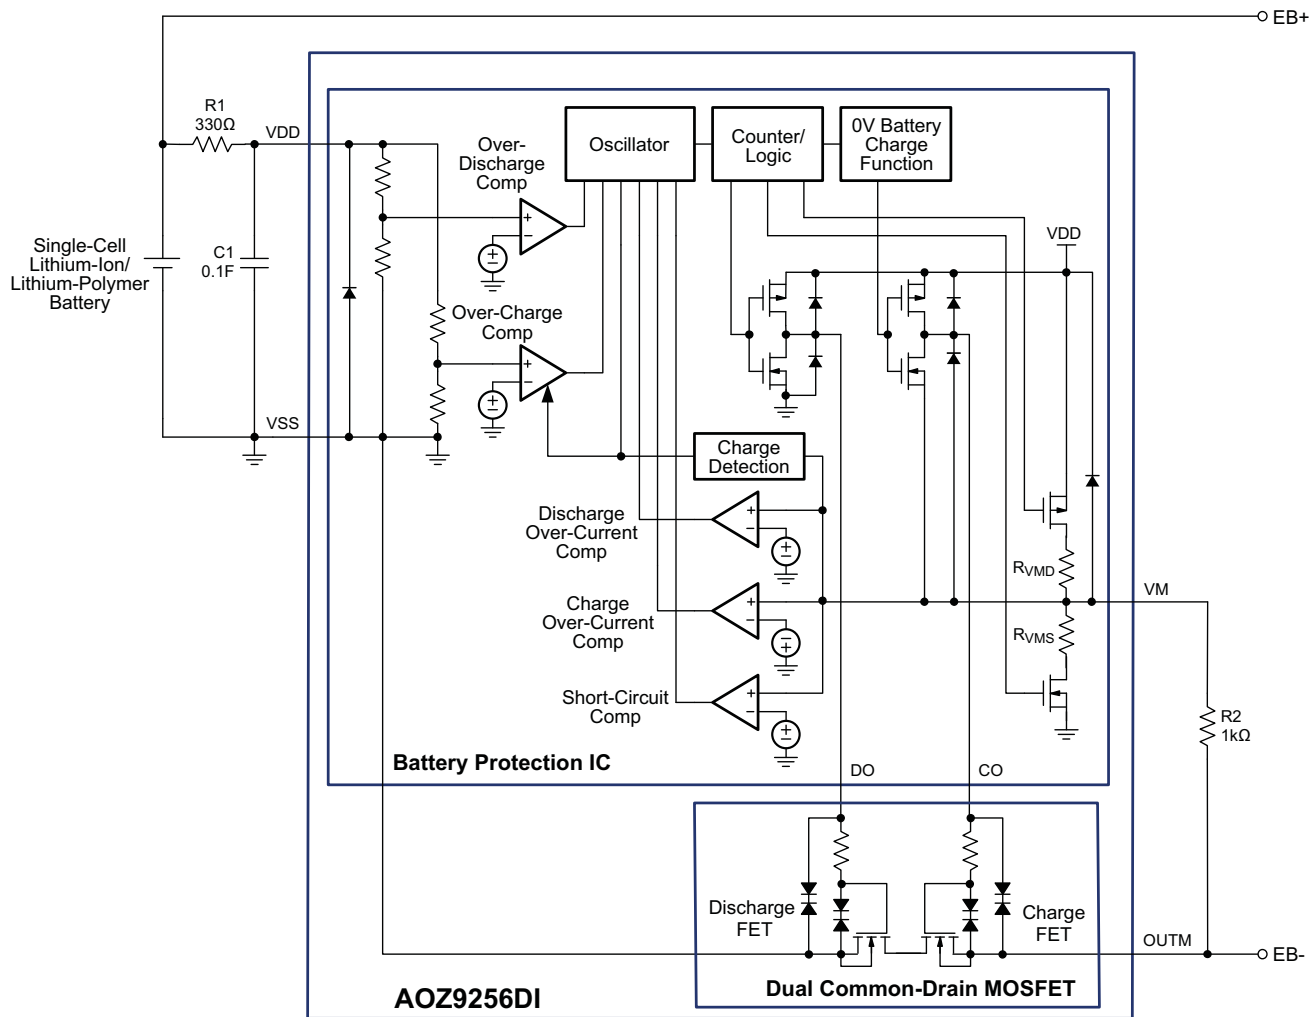 EB+
R1
330Ω
VDD
Over-
Discharge
Comp
Oscillator
Counter/
Logic
0V Battery
Charge
Function
VDD
Single-Cell
Lithium-Ion/
Lithium-Polymer
Battery
C1
0.1F
Over-Charge
Comp
VSS
Charge
Detection
Discharge
Over-Current
Comp
RVMD
VM
Charge
Over-Current
Comp
RVMS
Short-Circuit
Comp
R2
1kΩ
Battery Protection IC
DO
CO
Discharge
FET
Charge
FET
OUTM
EB-
Dual Common-Drain MOSFET
AOZ9256DI
+
−
±
+
−
±
+
−
±
+
−
±
+
−
±